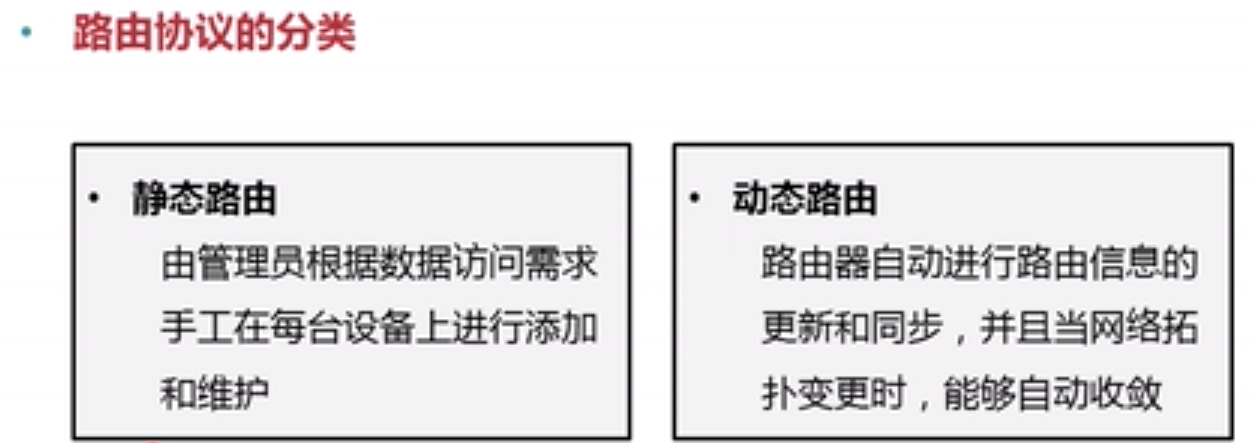 • 路由协议的分类
• 静态路由
由管理员根据数据访问需求
手工在每台设备上进行添加
和维护
• 动态路由
路由器自动进行路由信息的
更新和同步，并且当网络拓
扑变更时，能够自动收敛